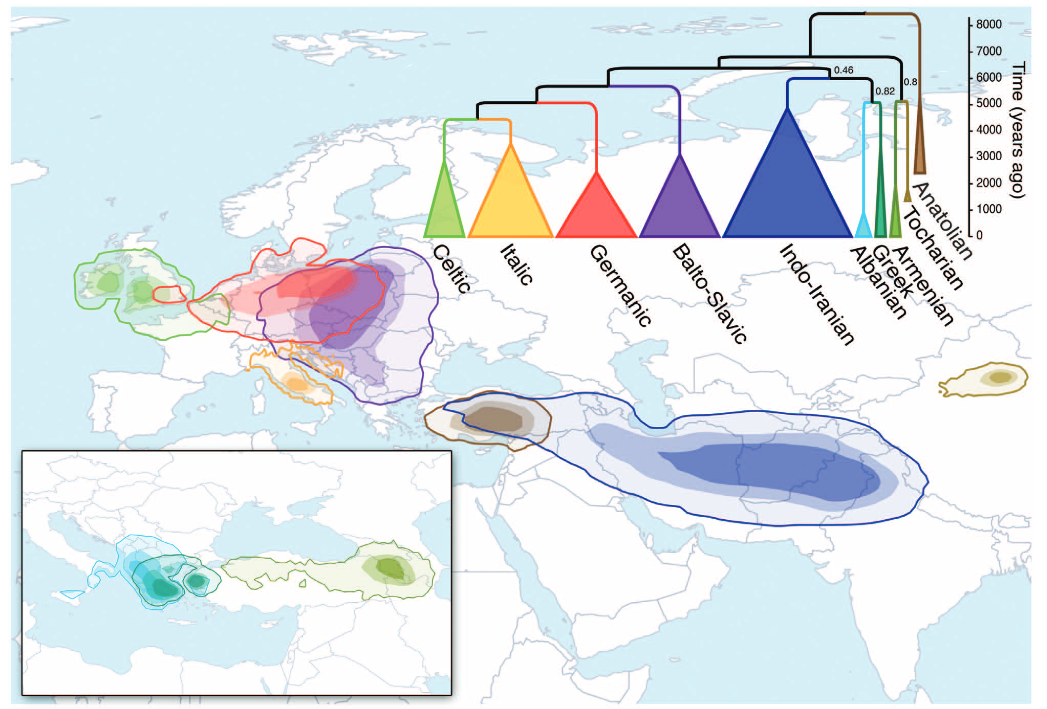 8000
7000
6000
5000
4000
3000
2000
1000
0
Time (years ago)
0.46
0.8
0.82
Celtic
Italic
Germanic
Balto-Slavic
Indo-Iranian
Albanian
Greek
Armenian
Tocharian
Anatolian